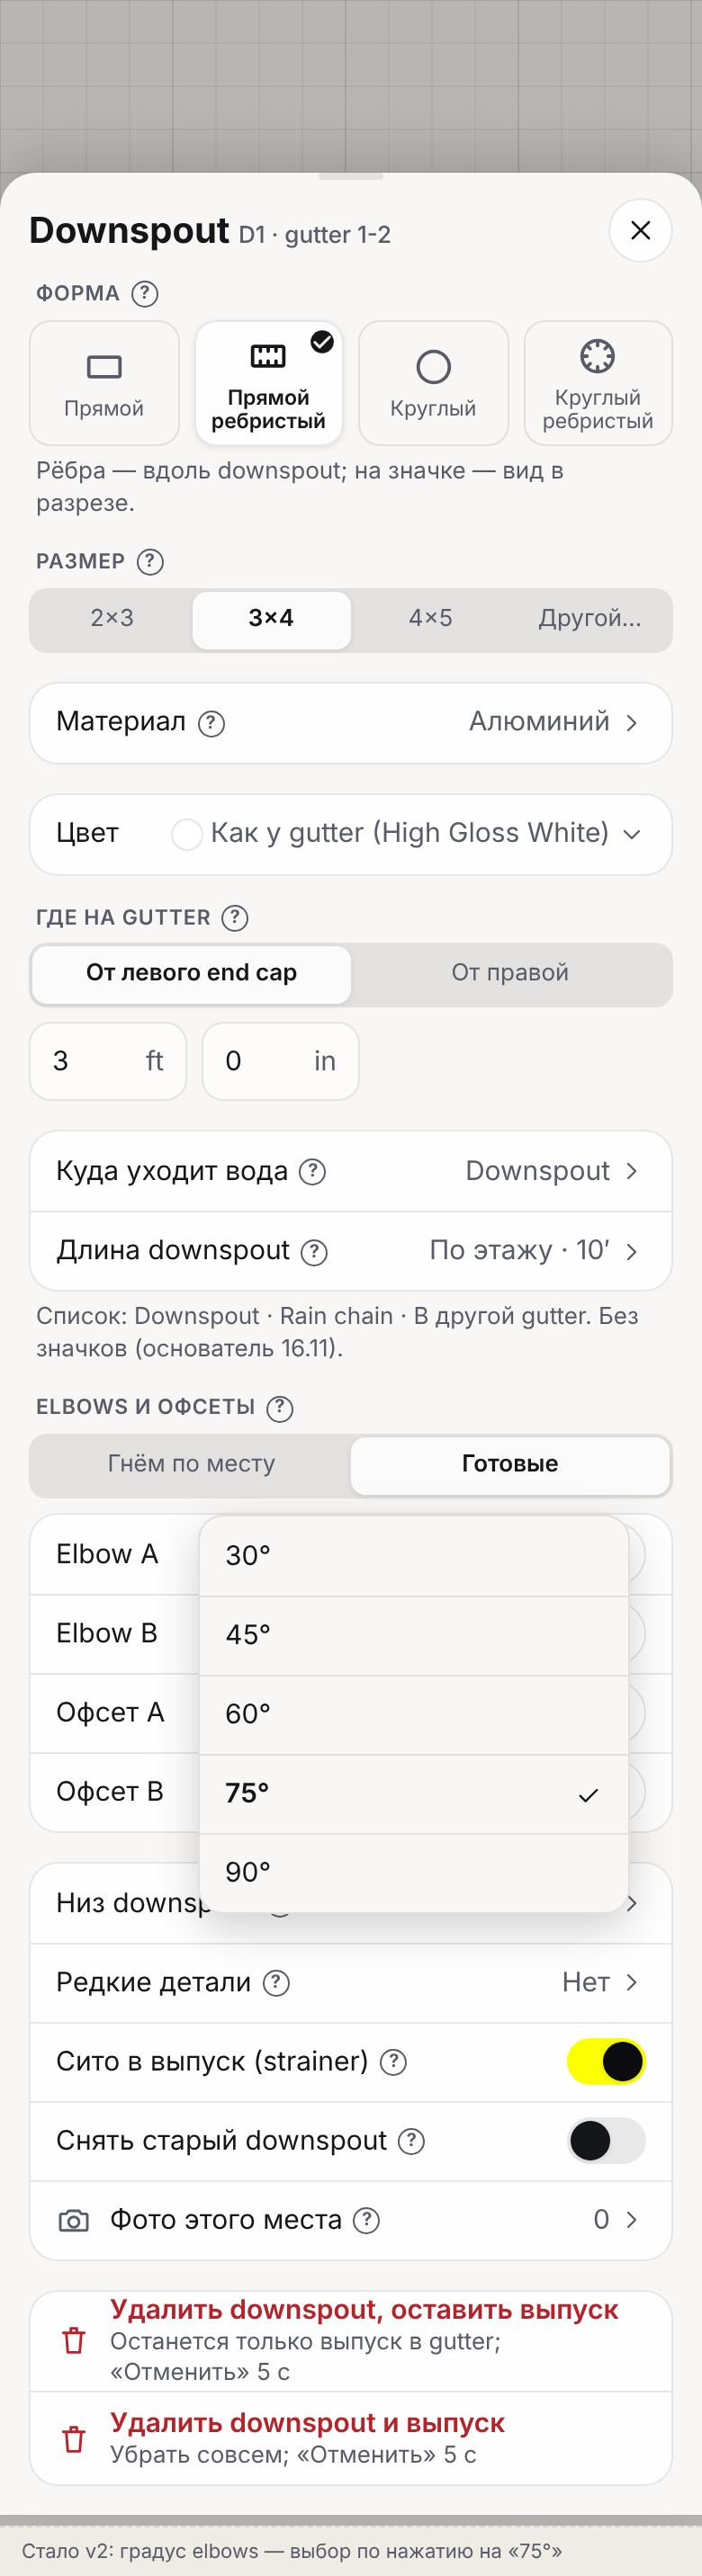 Downspout D1 · gutter 1-2
ФОРМА ?
Прямой
Прямой
ребристый
Круглый
Круглый
ребристый
Рёбра — вдоль downspout; на значке — вид в
разрезе.
РАЗМЕР ?
2×3 3×4 4×5 Другой...
Материал ? Алюминий
Цвет Как у gutter (High Gloss White)
ГДЕ НА GUTTER ?
От левого end cap От правой
3 ft 0 in
Куда уходит вода ? Downspout
Длина downspout ? По этажу · 10′
Список: Downspout · Rain chain · В другой gutter. Без
значков (основатель 16.11).
ELBOWS И ОФСЕТЫ ?
Гнём по месту Готовые
Elbow A 30°
Elbow B 45°
Офсет A 60°
Офсет B 75°
90°
Низ
Редкие детали ? Нет
Сито в выпуск (strainer) ?
Снять старый downspout ?
Фото этого места ? 0
Удалить downspout, оставить выпуск
Останется только выпуск в gutter;
«Отменить» 5 с
Удалить downspout и выпуск
Убрать совсем; «Отменить» 5 с
Стало v2: градус elbows — выбор по нажатию на «75°»